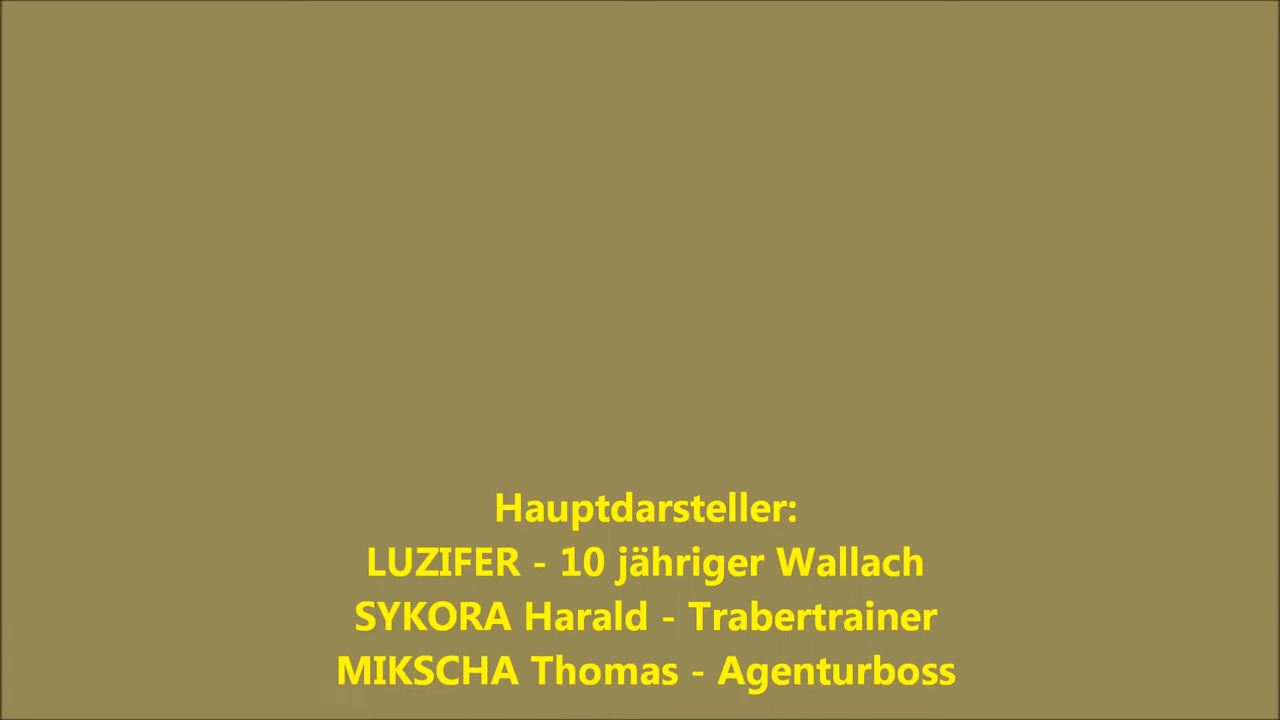 Hauptdarsteller:
LUZIFER - 10 jähriger Wallach
SYKORA Harald - Trabertrainer
MIKSCHA Thomas - Agenturboss